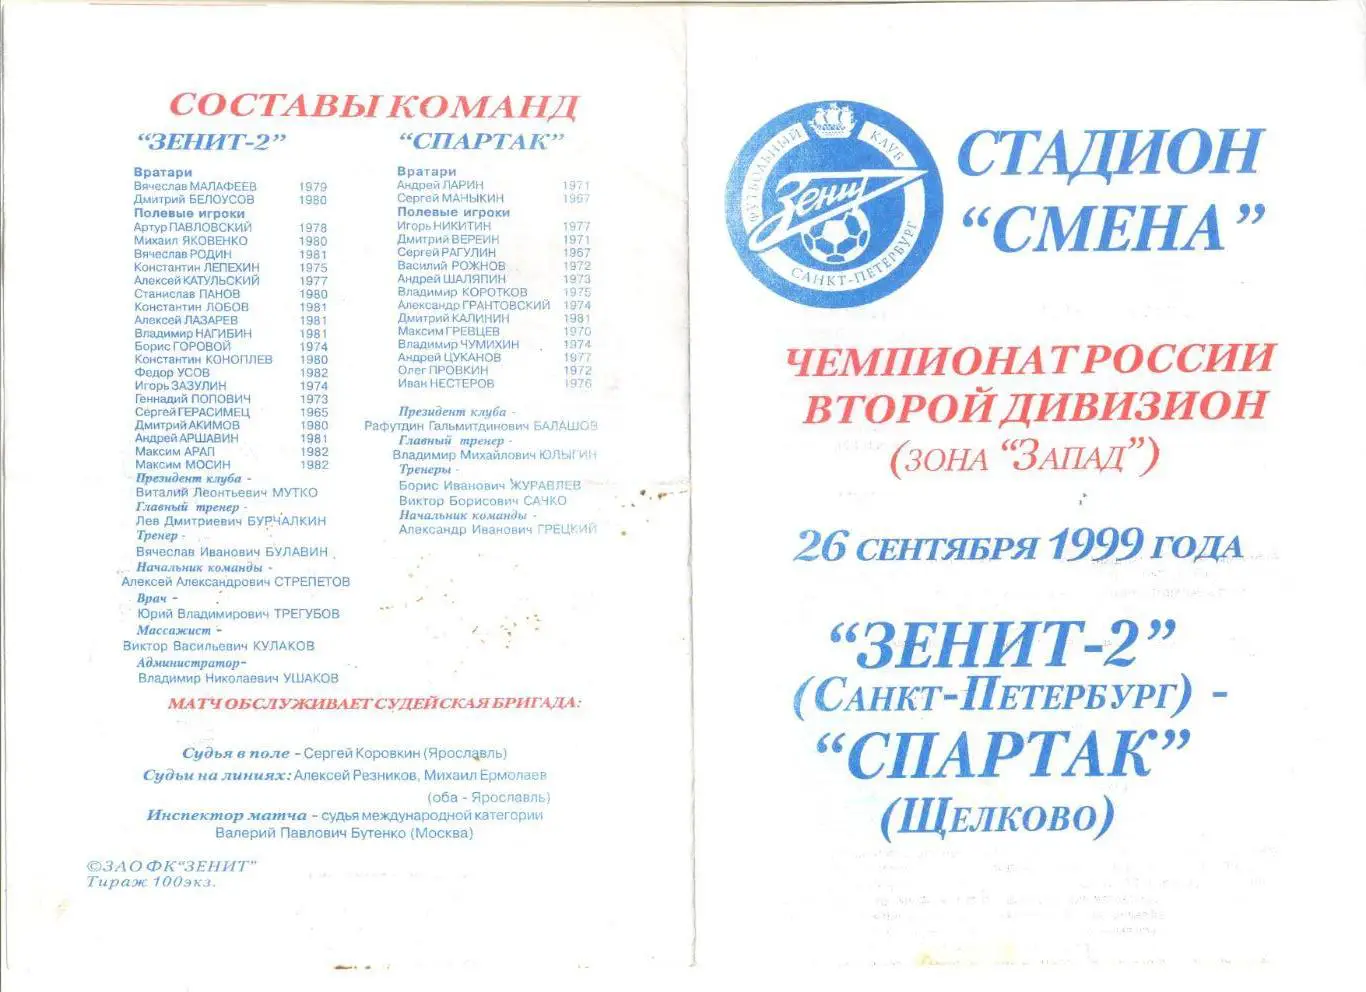 СОСТАВЫ КОМАНД
“ЗЕНИТ-2”
Вратари
Вячеслав МАЛАФЕЕВ 1979
Дмитрий БЕЛОУСОВ 1980
Полевые игроки
Артур ПАВЛОВСКИЙ 1978
Михаил ЯКОВЕНКО 1980
Вячеслав РОДИН 1981
Константин ЛЕПЕХИН 1975
Алексей КАТУЛЬСКИЙ 1977
Станислав ПАНОВ 1980
Константин ЛОБОВ 1981
Алексей ЛАЗАРЕВ 1981
Владимир НАГИБИН 1981
Борис ГОРОВОЙ 1974
Константин КОНОПЛЕВ 1980
Федор УСОВ 1982
Игорь ЗАЗУЛИН 1974
Геннадий ПОПОВИЧ 1973
Сергей ГЕРАСИМЕЦ 1965
Дмитрий АКИМОВ 1980
Андрей АРШАВИН 1981
Максим АРАП 1982
Максим МОСИН 1982
Президент клуба -
Виталий Леонтьевич МУТКО
Главный тренер -
Лев Дмитриевич БУРЧАЛКИН
Тренер -
Вячеслав Иванович БУЛАВИН
Начальник команды -
Алексей Александрович СТРЕПЕТОВ
Врач -
Юрий Владимирович ТРЕГУБОВ
Массажист -
Виктор Васильевич КУЛАКОВ
Администратор-
Владимир Николаевич УШАКОВ
“СПАРТАК”
Вратари
Андрей ЛАРИН 1971
Сергей МАНЫКИН 1967
Полевые игроки
Игорь НИКИТИН 1977
Дмитрий ВЕРЕИН 1971
Сергей РАГУЛИН 1967
Василий РОЖНОВ 1972
Андрей ШАЛЯПИН 1973
Владимир КОРОТКОВ 1975
Александр ГРАНТОВСКИЙ 1974
Дмитрий КАЛИНИН 1981
Максим ГРЕВЦЕВ 1970
Владимир ЧУМИХИН 1974
Андрей ЦУКАНОВ 1977
Олег ПРОВКИН 1972
Иван НЕСТЕРОВ 1976
Президент клуба -
Рафутдин Гальмитдинович БАЛАШОВ
Главный тренер -
Владимир Михайлович ЮЛЫГИН
Тренеры -
Борис Иванович ЖУРАВЛЕВ
Виктор Борисович САЧКО
Начальник команды -
Александр Иванович ГРЕЦКИЙ
МАТЧ ОБСЛУЖИВАЕТ СУДЕЙСКАЯ БРИГАДА:
Судья в поле - Сергей Коровкин (Ярославль)
Судьи на линиях: Алексей Резников, Михаил Ермолаев
(оба - Ярославль)
Инспектор матча - судья международной категории
Валерий Павлович Бутенко (Москва)
©ЗАО ФК“ЗЕНИТ”
Тираж 100экз.
ФУТБОЛЬНЫЙ КЛУБ
Зенит
САНКТ-ПЕТЕРБУРГ
СТАДИОН
“СМЕНА”
ЧЕМПИОНАТ РОССИИ
ВТОРОЙ ДИВИЗИОН
(ЗОНА “ЗАПАД”)
26 СЕНТЯБРЯ 1999 ГОДА
“ЗЕНИТ-2”
(САНКТ-ПЕТЕРБУРГ) -
“СПАРТАК”
(ЩЕЛКОВО)